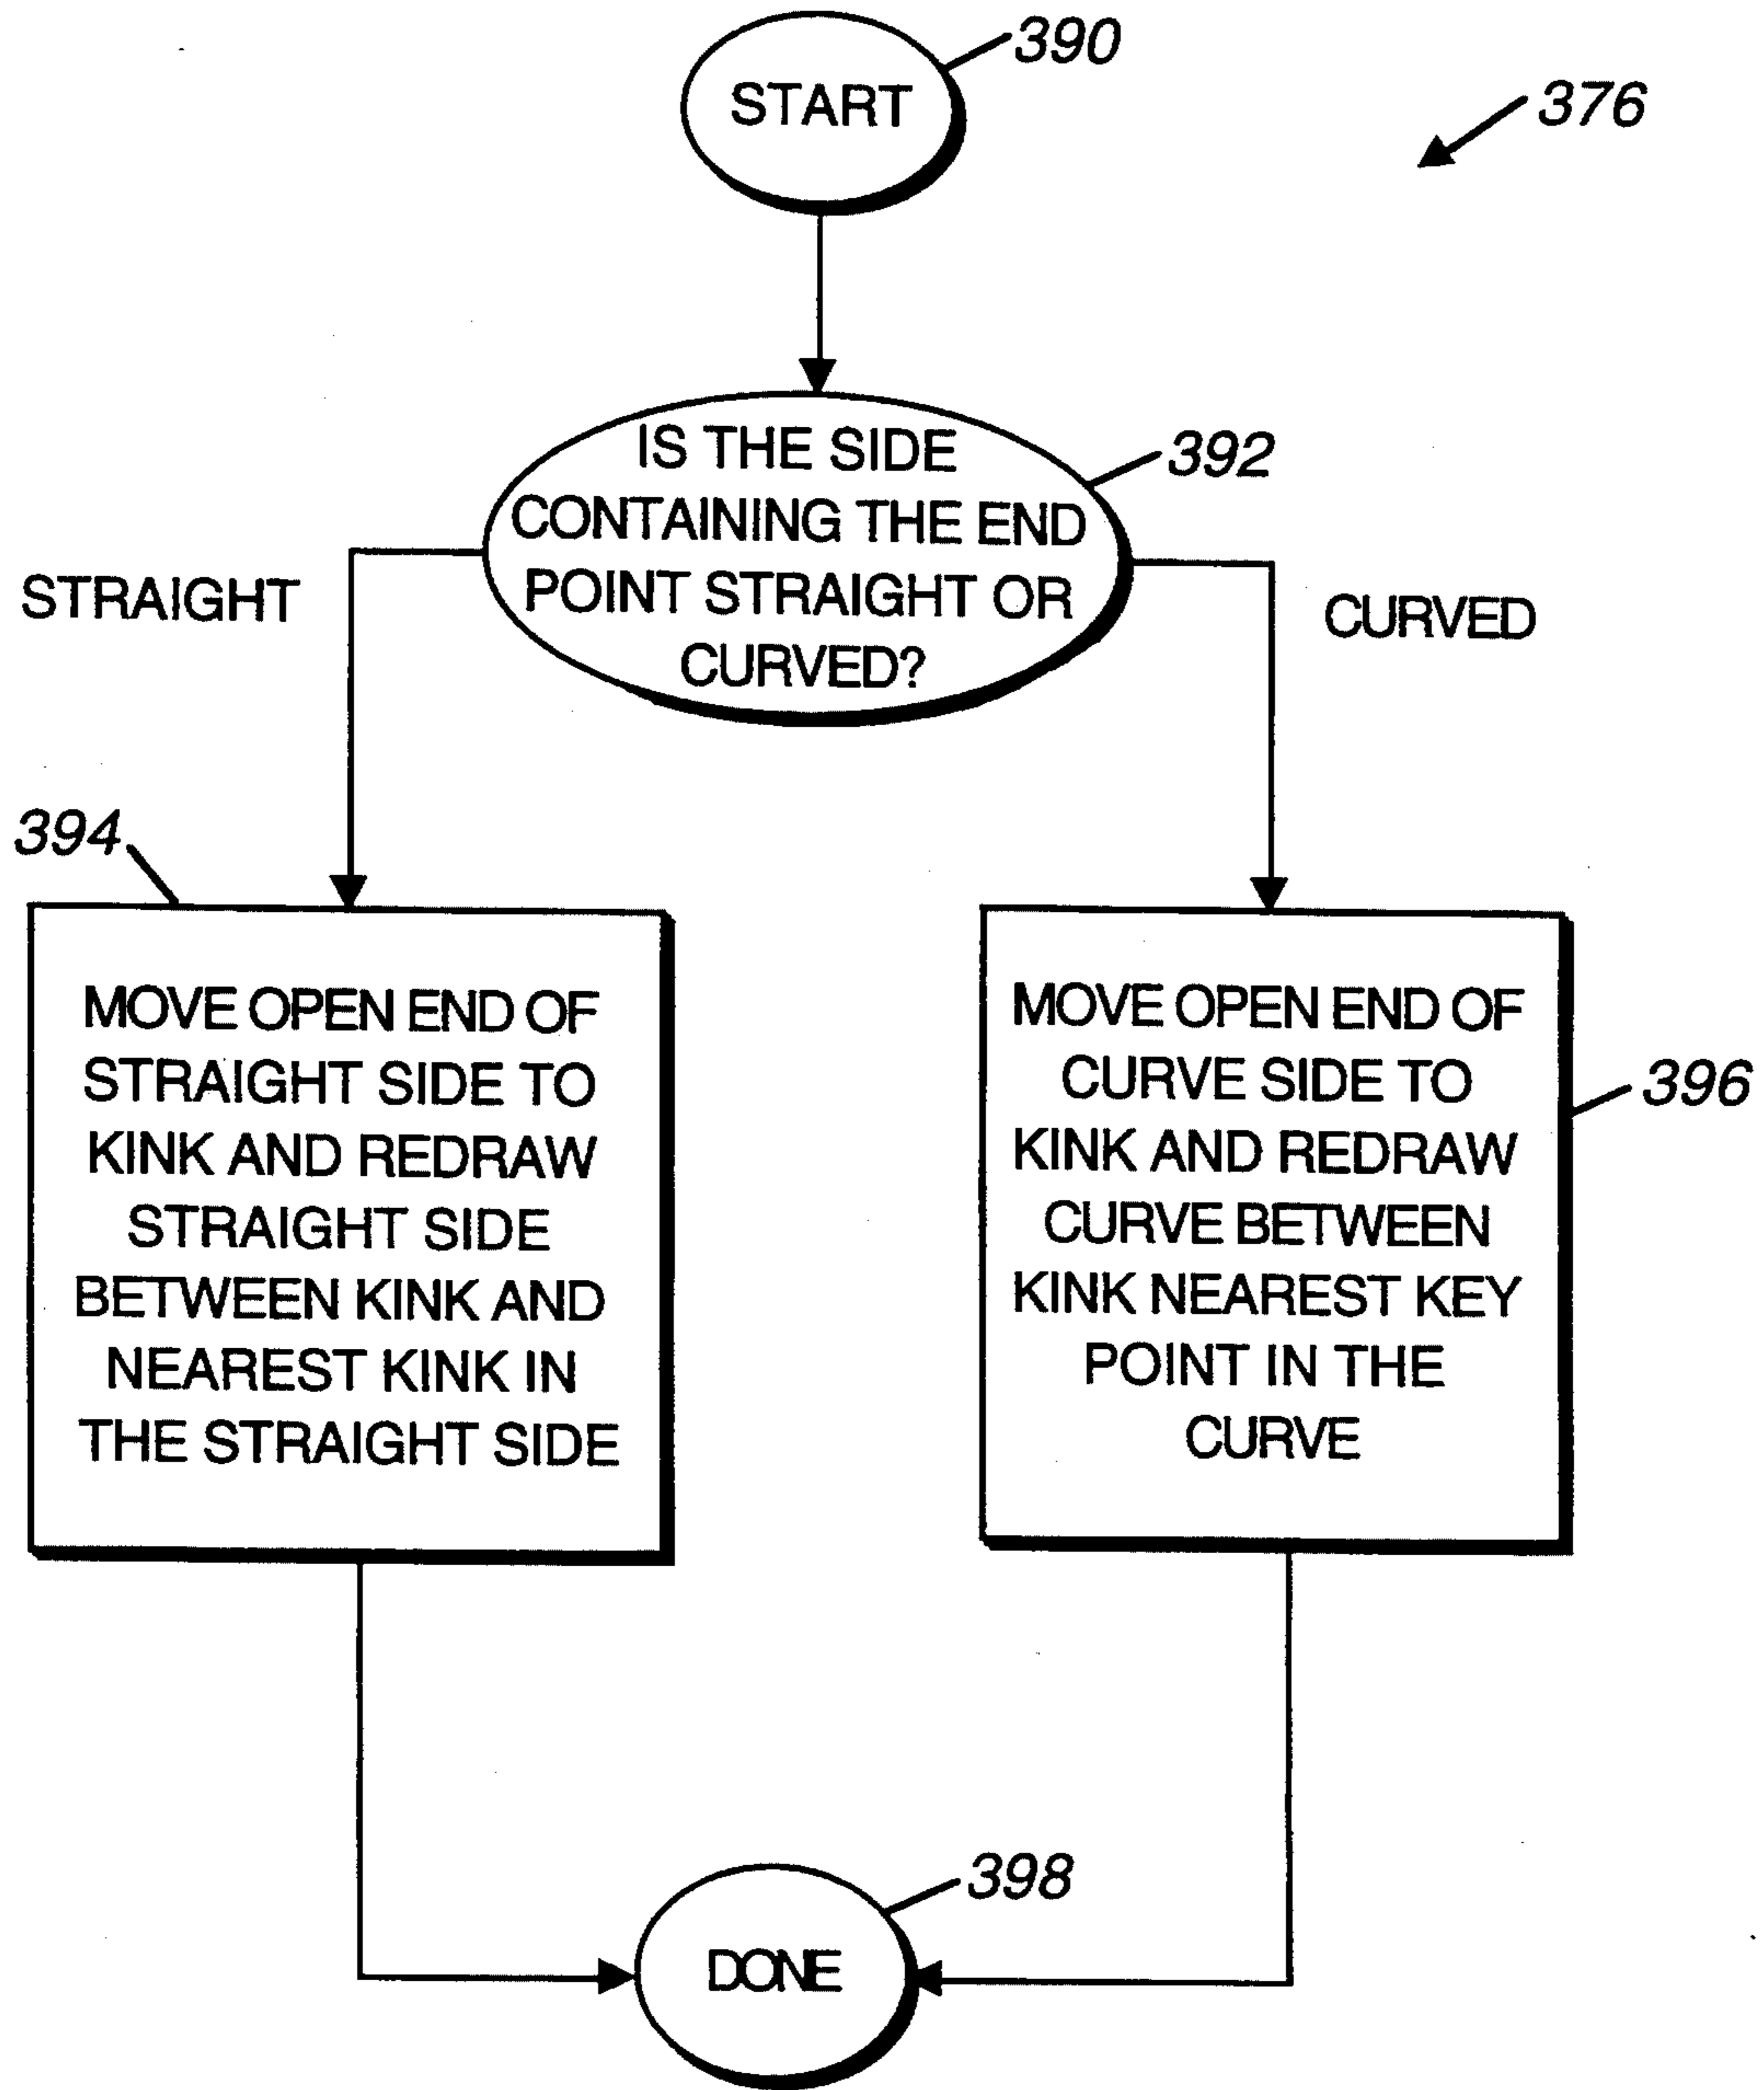 390
START
376
IS THE SIDE
CONTAINING THE END
POINT STRAIGHT OR
CURVED?
392
STRAIGHT
CURVED
394
MOVE OPEN END OF
STRAIGHT SIDE TO
KINK AND REDRAW
STRAIGHT SIDE
BETWEEN KINK AND
NEAREST KINK IN
THE STRAIGHT SIDE
MOVE OPEN END OF
CURVE SIDE TO
KINK AND REDRAW
CURVE BETWEEN
KINK NEAREST KEY
POINT IN THE
CURVE
396
398
DONE